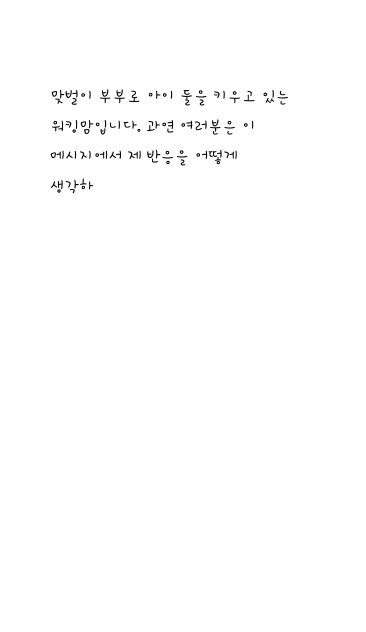 맞벌이 부부로 아이 둘을 키우고 있는
워킹맘입니다. 과연 여러분은 이
메시지에서 제 반응을 어떻게
생각하